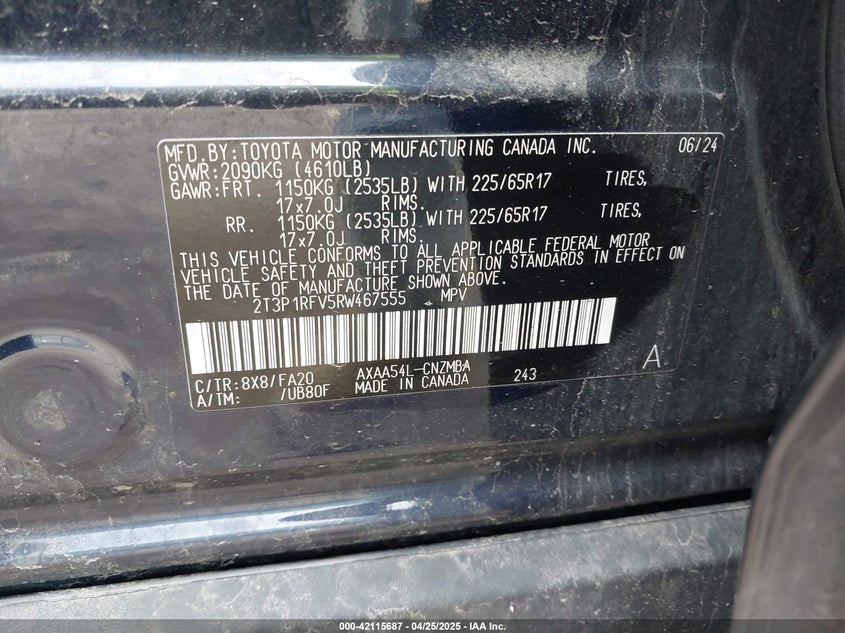 MFD.BY:TOYOTA MOTOR MANUFACTURING CANADA INC. 06/24
GVWR:2090KG (4610LB)
GAWR:FRT. 1150KG (2535LB) WITH 225/65R17 TIRES,
17x7.0J RIMS.
RR. 1150KG (2535LB) WITH 225/65R17 TIRES,
17x7.0J RIMS.
THIS VEHICLE CONFORMS TO ALL APPLICABLE FEDERAL MOTOR
VEHICLE SAFETY AND THEFT PREVENTION STANDARDS IN EFFECT ON
THE DATE OF MANUFACTURE SHOWN ABOVE.
2T3P1RFV5RW467555 MPV
A
C/TR:8X8/FA20 AXAA54L-CNZMBA 243
A/TM: /UB80F MADE IN CANADA
000-42115687 - 04/25/2025 - IAA Inc.